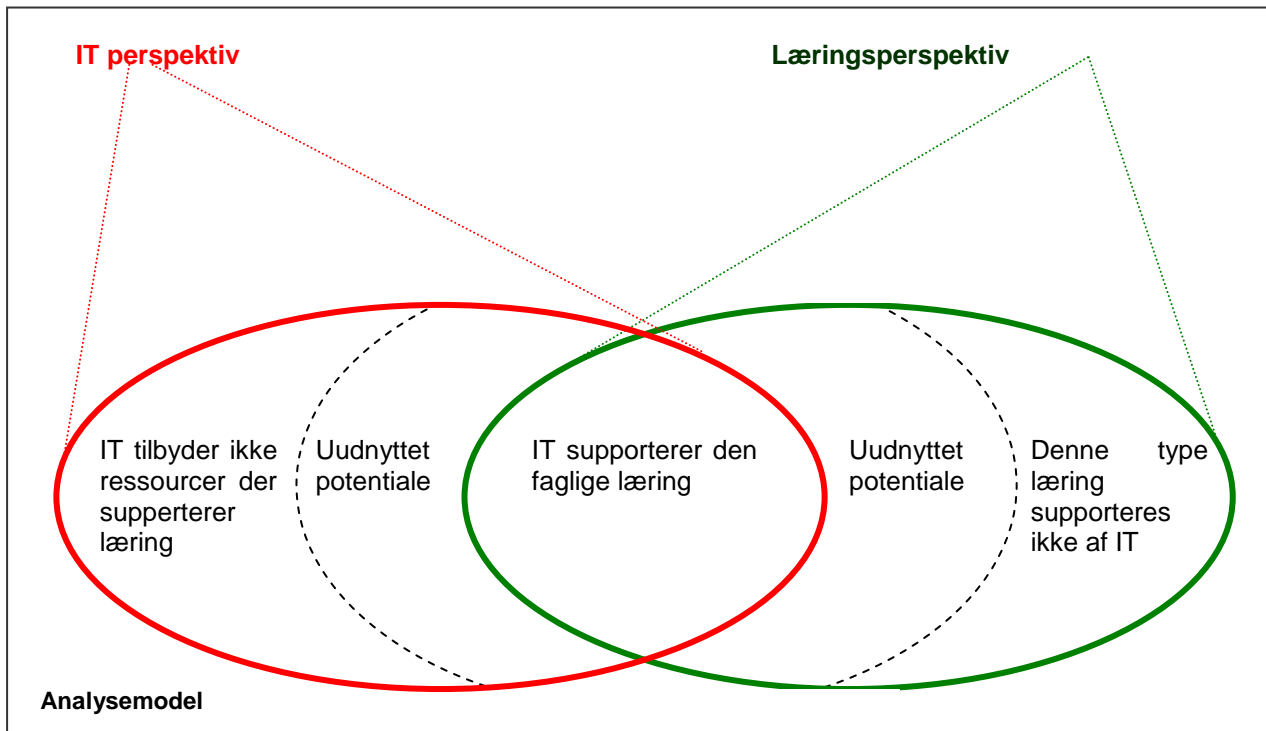 IT perspektiv
Læringsperspektiv
IT tilbyder ikke
ressourcer der
supperterer
læring
Uudnyttet
potentiale
IT supporterer den
faglige læring
Uudnyttet
potentiale
Denne type
læring
supporteres
ikke af IT
Analysemodel